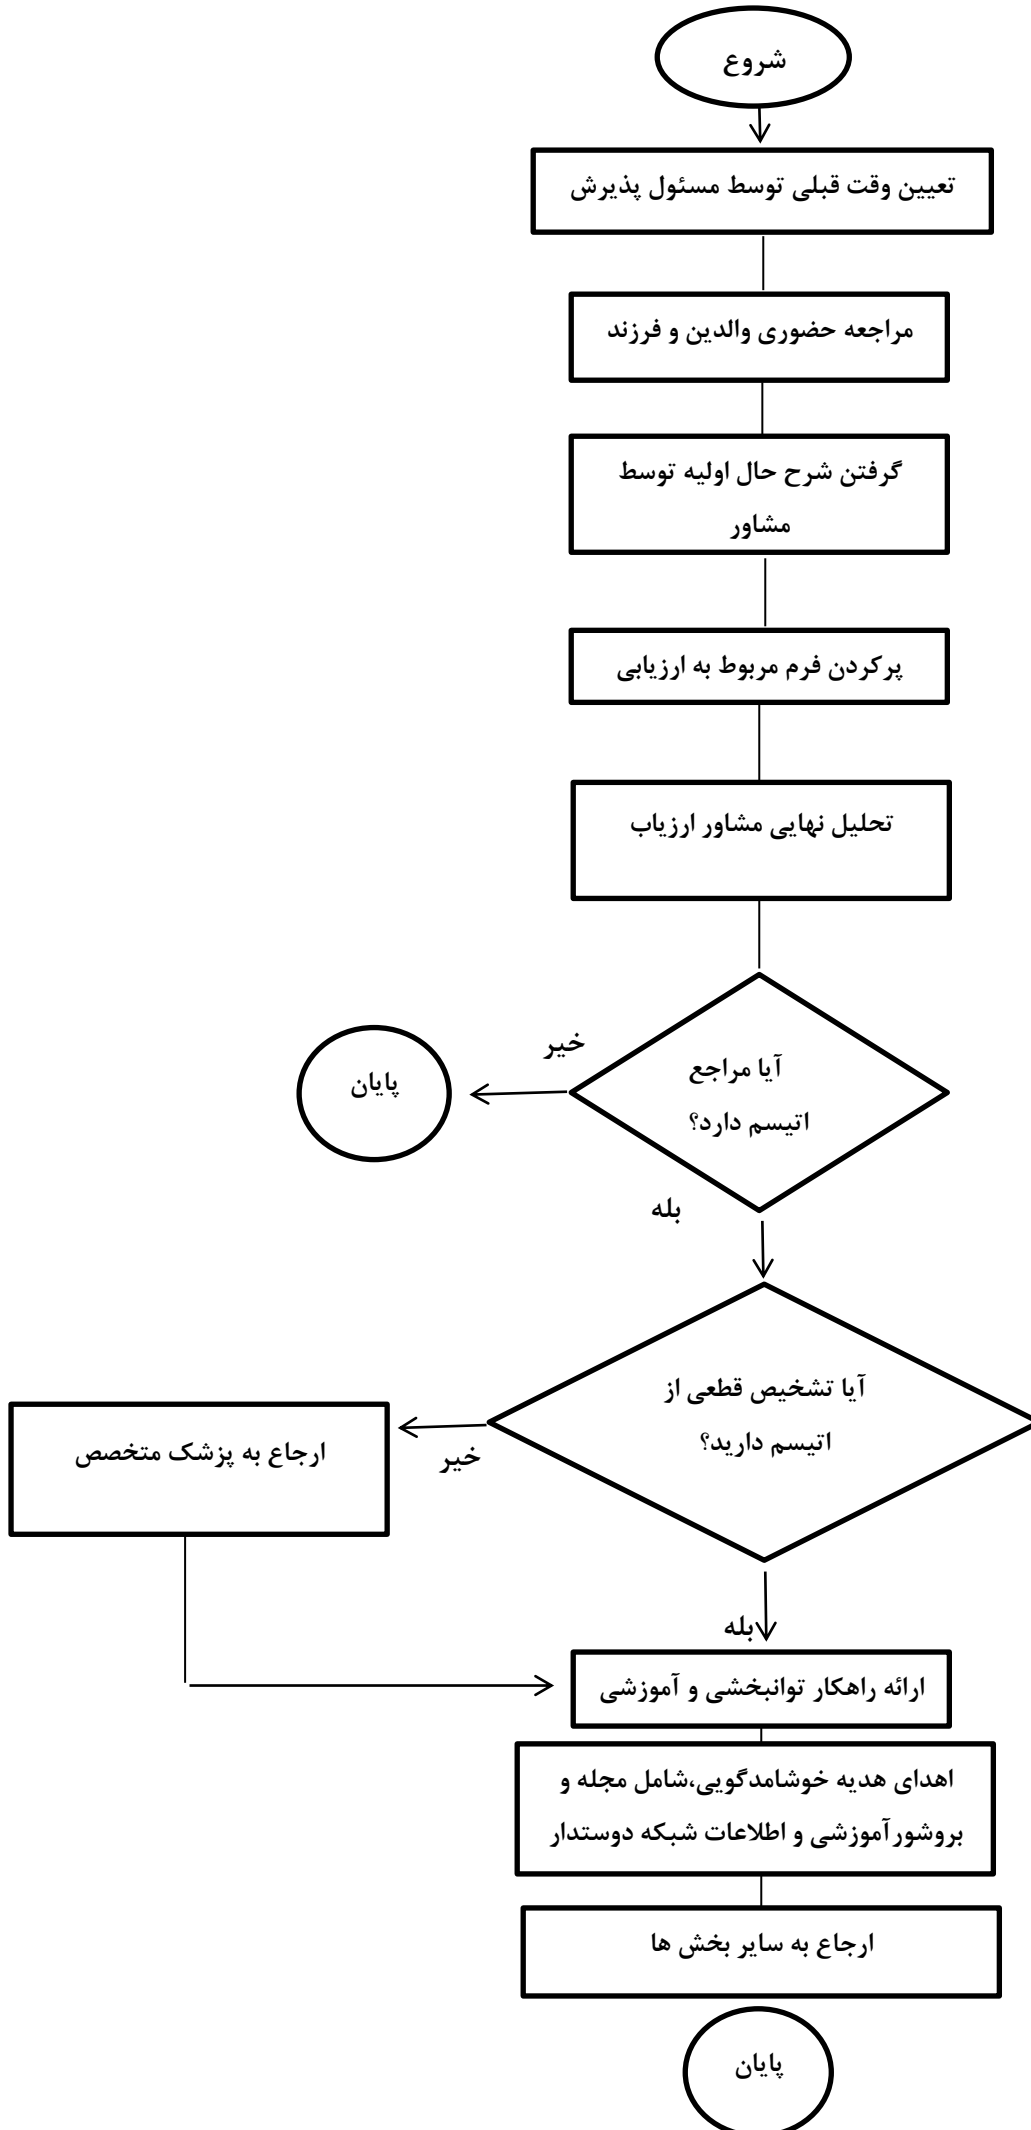 شروع
تعیین وقت قبلی توسط مسئول پذیرش
مراجعه حضوری والدین و فرزند
گرفتن شرح حال اولیه توسط
مشاور
پرکردن فرم مربوط به ارزیابی
تحلیل نهایی مشاور ارزیاب
آیا مراجع
اتیسم دارد؟
خیر
پایان
بله
آیا تشخیص قطعی از
اتیسم دارید؟
خیر
ارجاع به پزشک متخصص
بله
ارائه راهکار توانبخشی و آموزشی
اهدای هدیه خوشامدگویی،شامل مجله و
بروشورآموزشی و اطلاعات شبکه دوستدار
ارجاع به سایر بخش ها
پایان